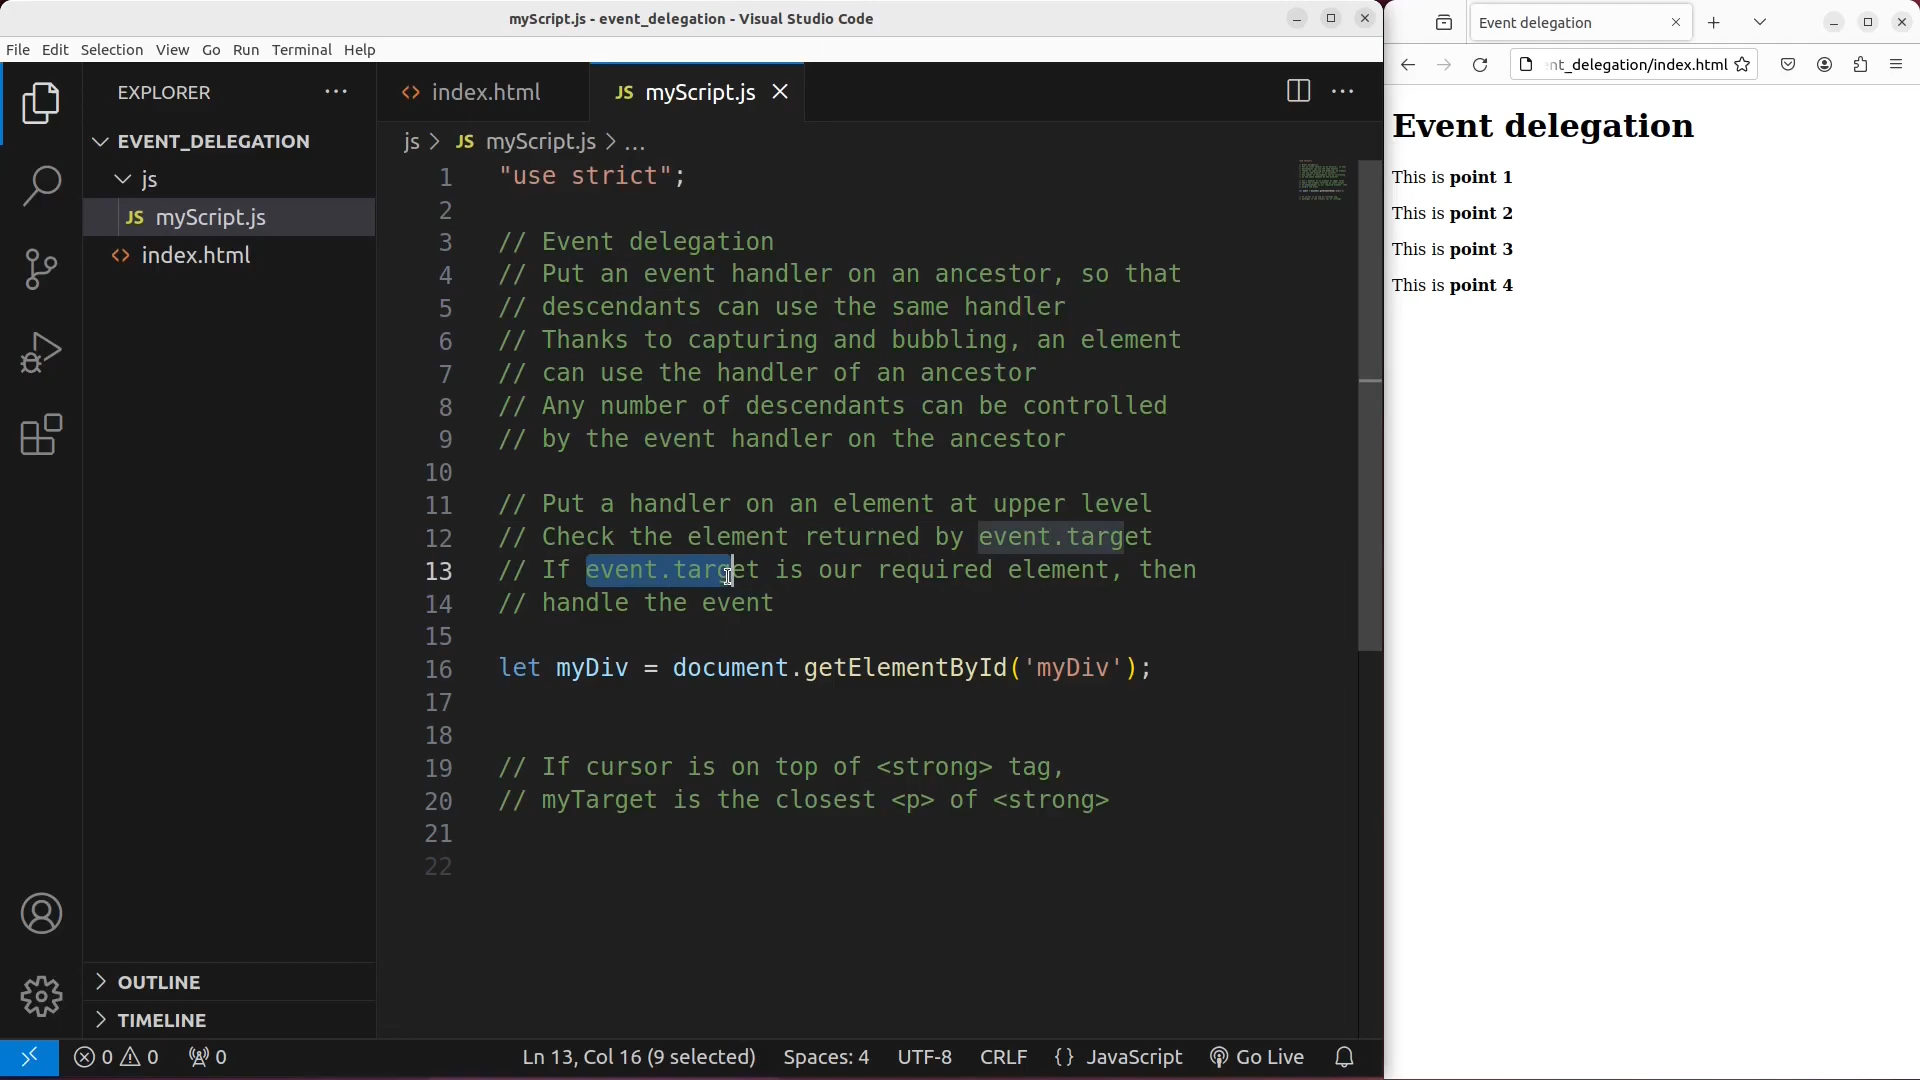 myScript.js - event_delegation - Visual Studio Code
File Edit Selection View Go Run Terminal Help
EXPLORER
EVENT_DELEGATION
js
JS myScript.js
index.html
OUTLINE
TIMELINE
index.html
JS myScript.js
js > JS myScript.js > ...
1 "use strict";
2
3 // Event delegation
4 // Put an event handler on an ancestor, so that
5 // descendants can use the same handler
6 // Thanks to capturing and bubbling, an element
7 // can use the handler of an ancestor
8 // Any number of descendants can be controlled
9 // by the event handler on the ancestor
10
11 // Put a handler on an element at upper level
12 // Check the element returned by event.target
13 // If event.target is our required element, then
14 // handle the event
15
16 let myDiv = document.getElementById('myDiv');
17
18
19 // If cursor is on top of <strong> tag,
20 // myTarget is the closest <p> of <strong>
21
22
0 0 0 Ln 13, Col 16 (9 selected) Spaces: 4 UTF-8 CRLF {} JavaScript Go Live
Event delegation
nt_delegation/index.html
Event delegation
This is point 1
This is point 2
This is point 3
This is point 4